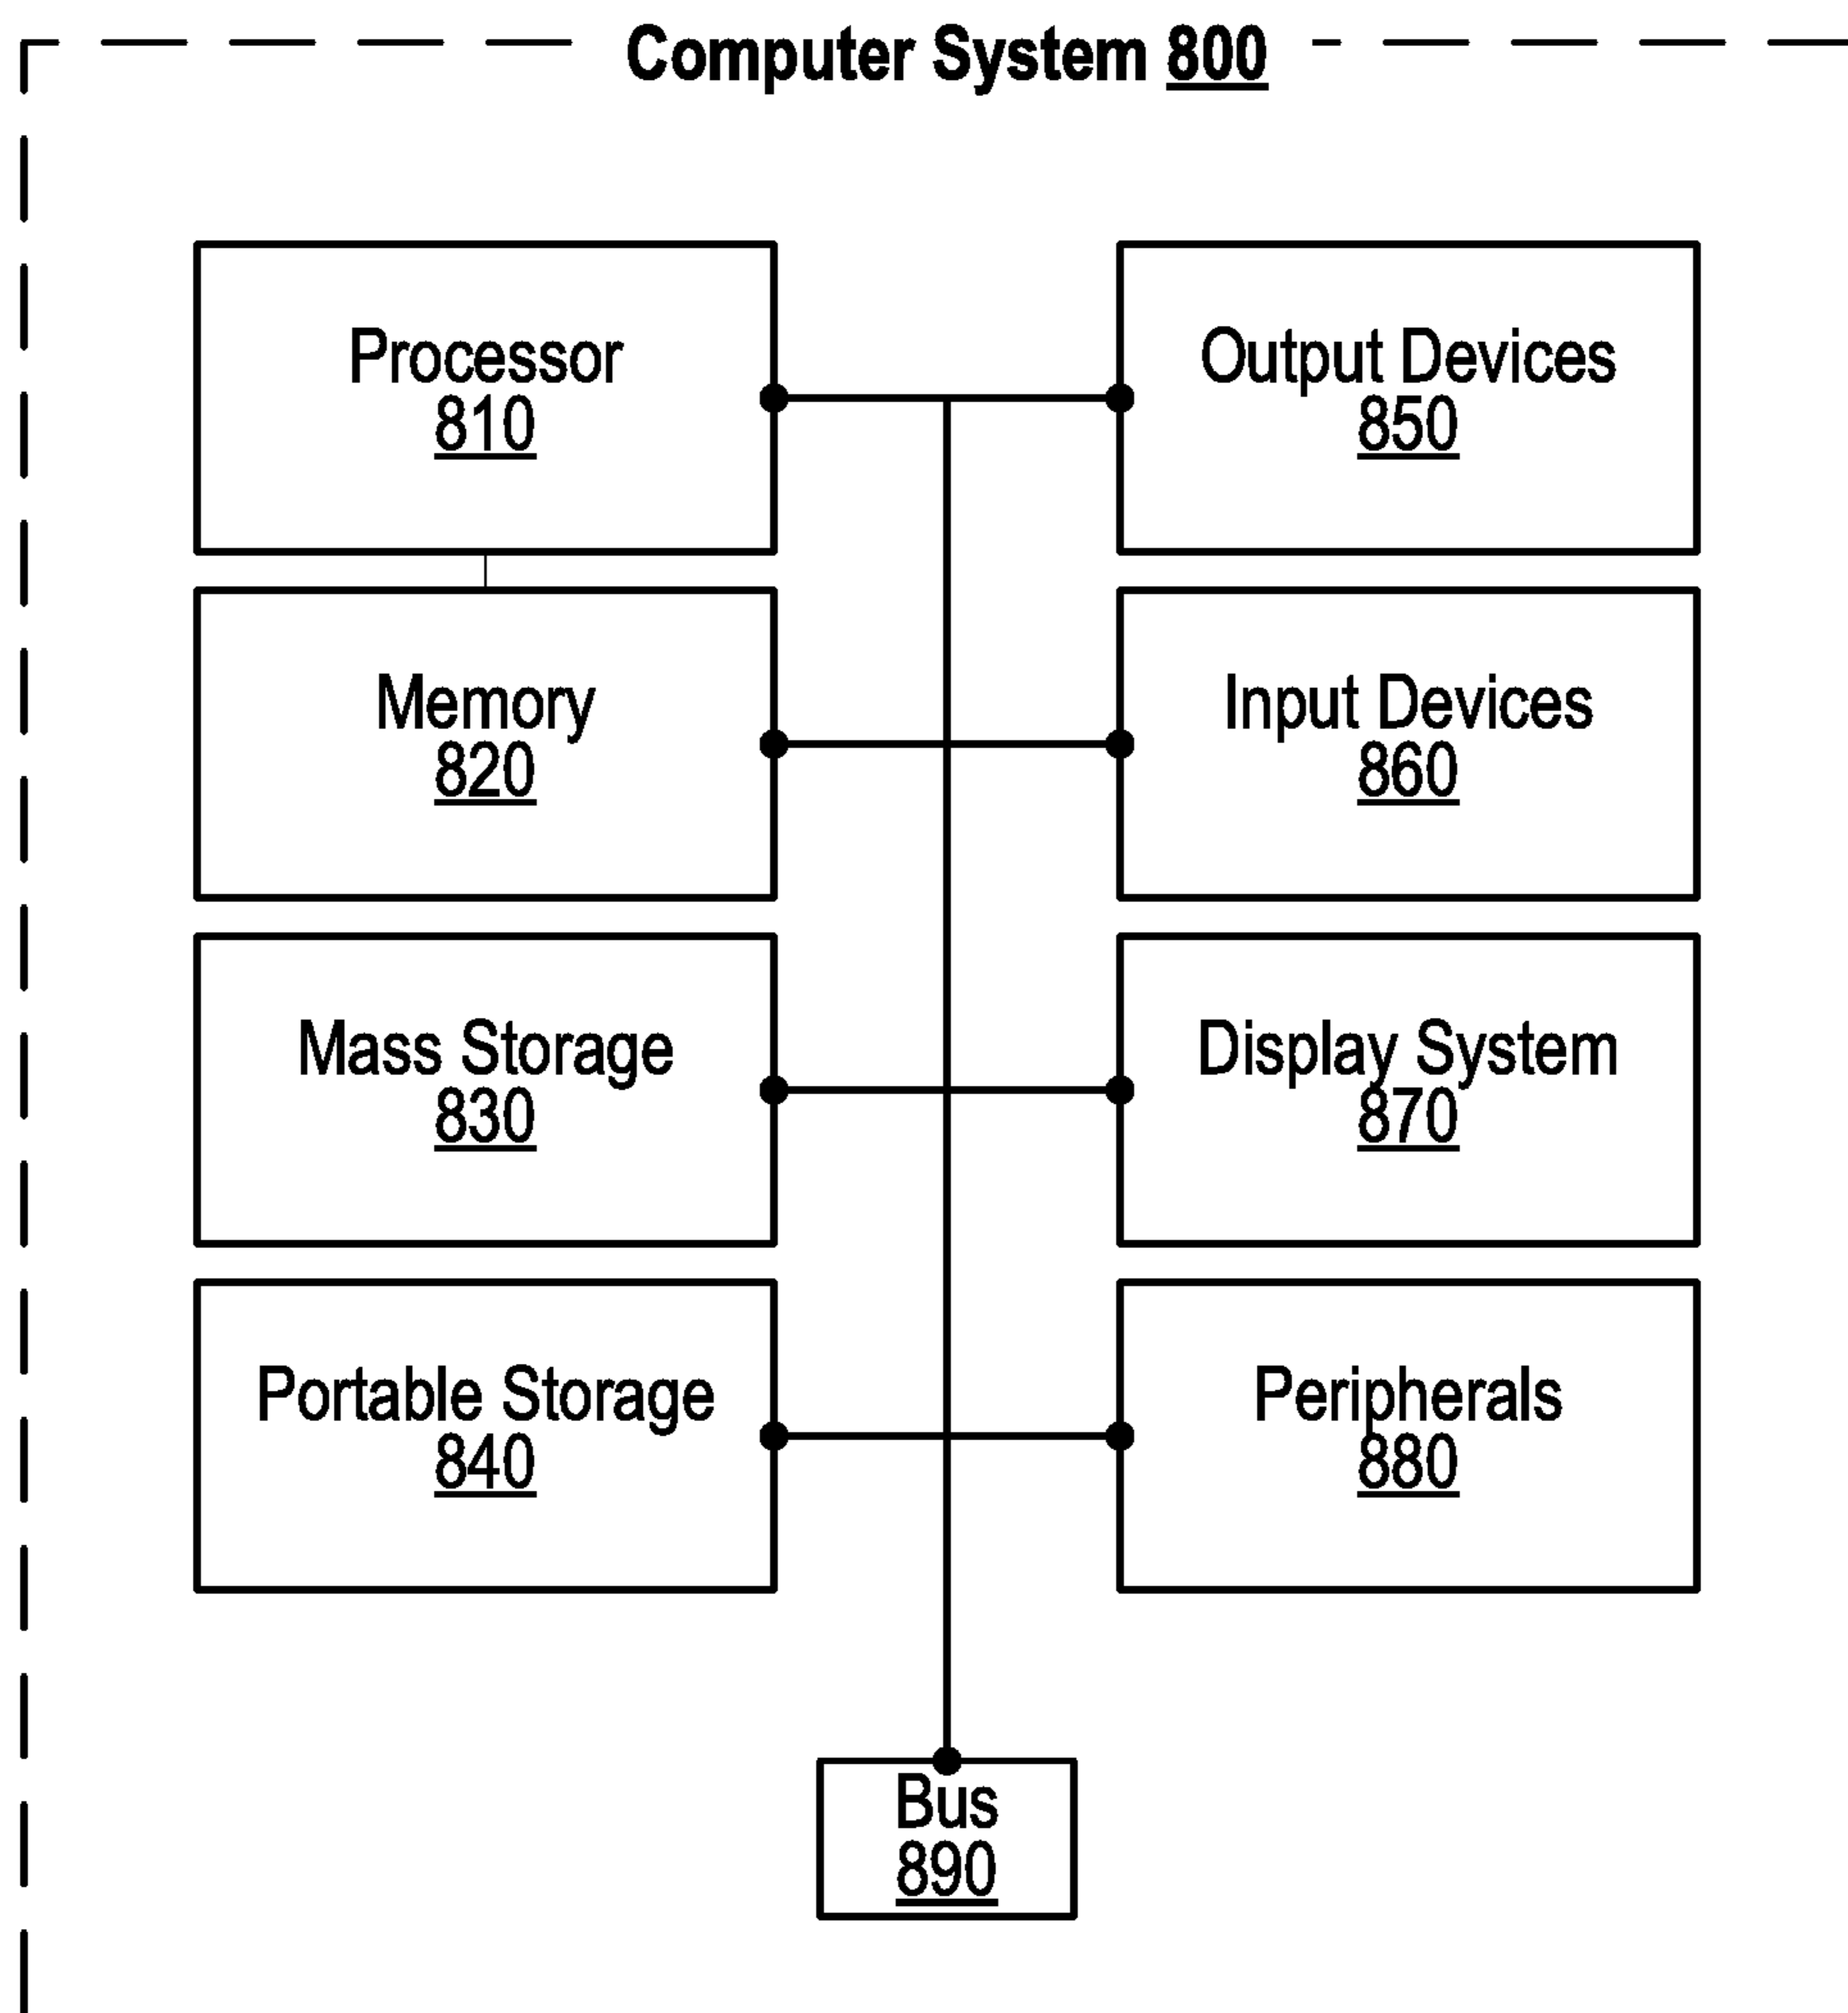 Computer System 800
Processor
810
Output Devices
850
Memory
820
Input Devices
860
Mass Storage
830
Display System
870
Portable Storage
840
Peripherals
880
Bus
890